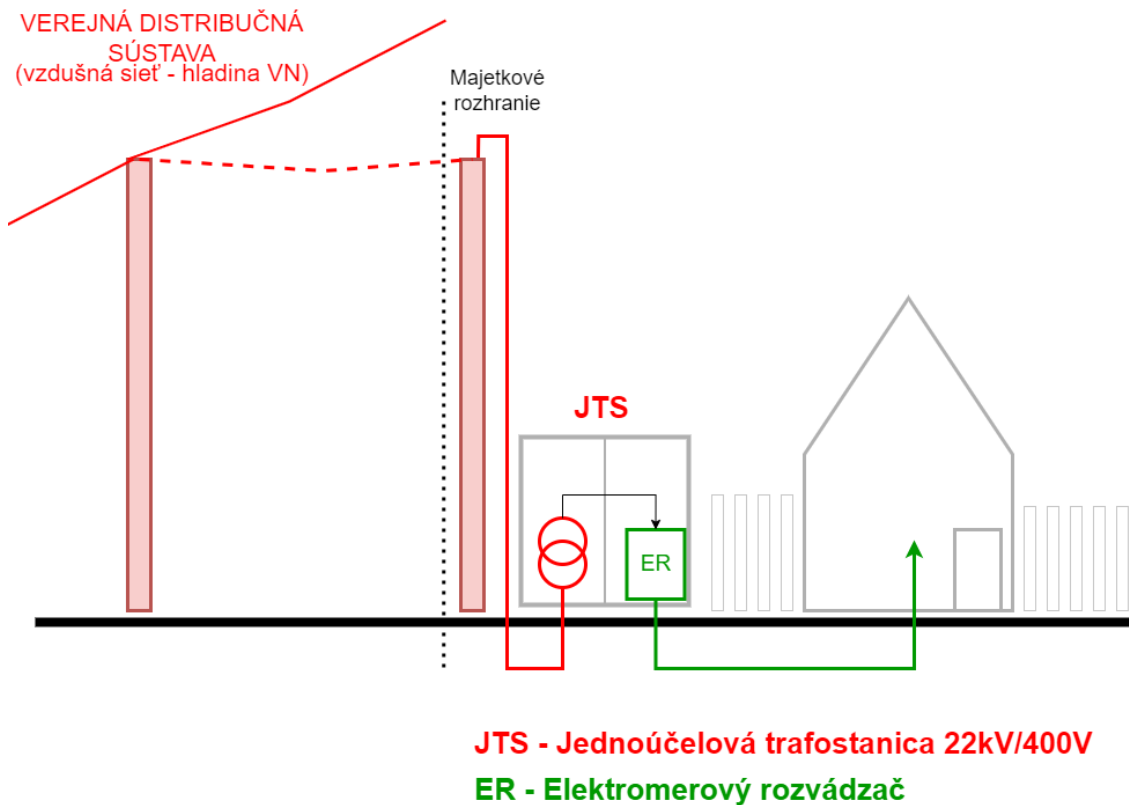 VEREJNÁ DISTRIBUČNÁ
SÚSTAVA
(vzdušná sieť - hladina VN)
Majetkové
rozhranie
JTS
ER
JTS - Jednoúčelová trafostanica 22kV/400V
ER - Elektromerový rozvádzač